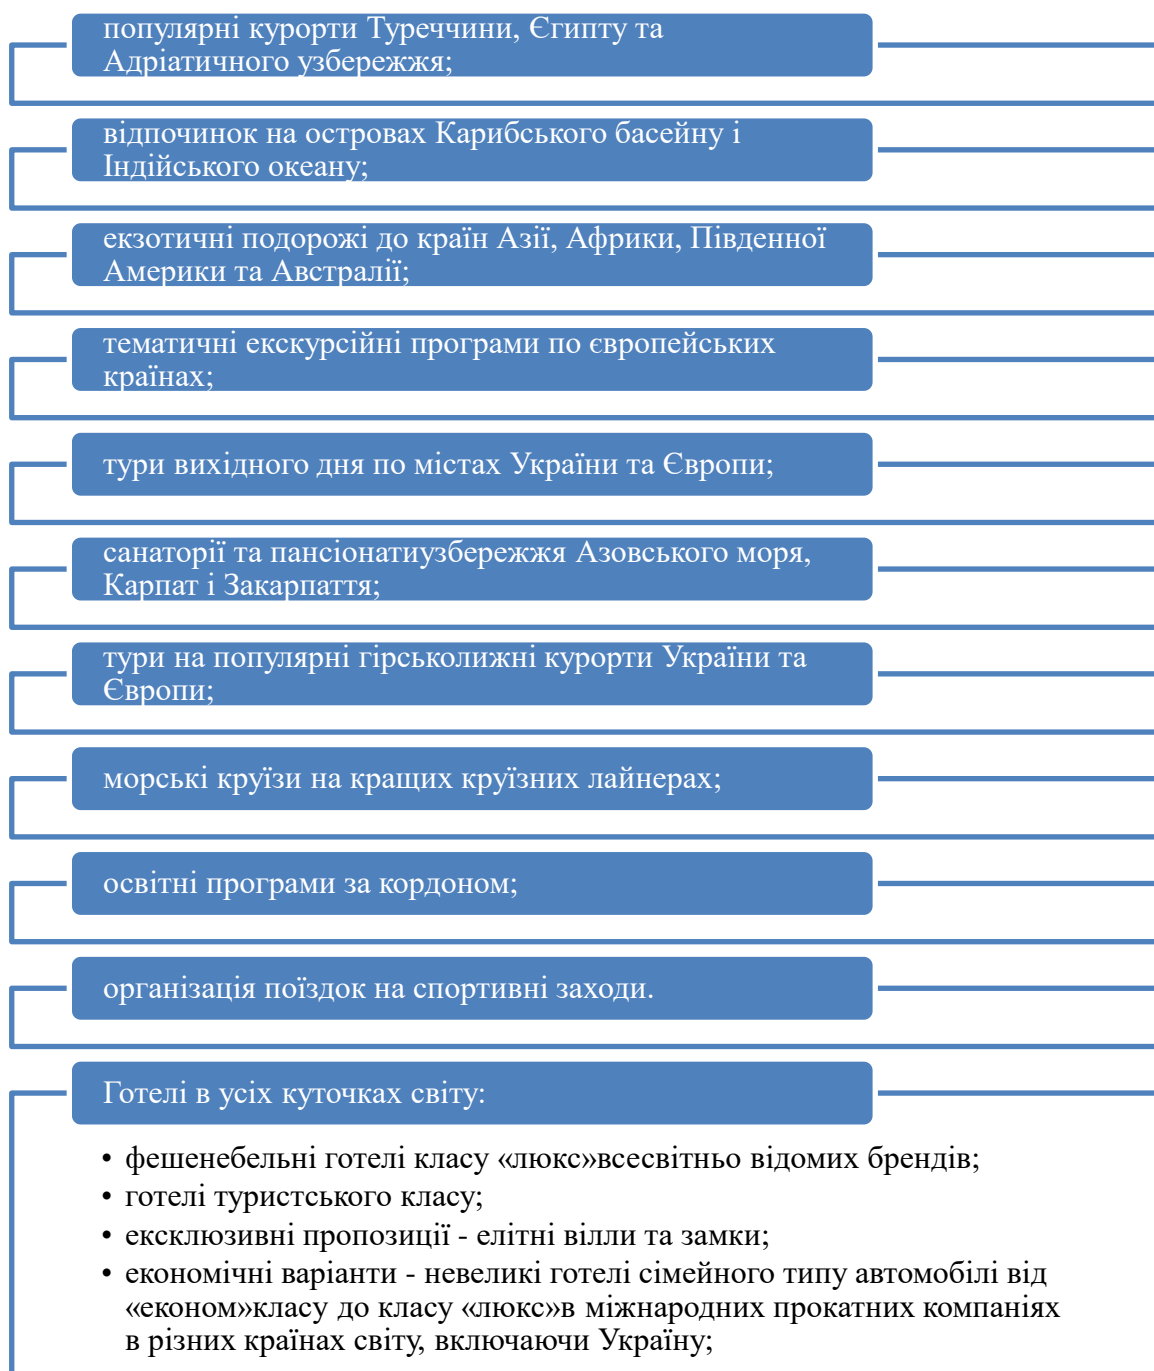 популярні курорти Туреччини, Єгипту та
Адріатичного узбережжя;
відпочинок на островах Карибського басейну і
Індійського океану;
екзотичні подорожі до країн Азії, Африки, Південної
Америки та Австралії;
тематичні екскурсійні програми по європейських
країнах;
тури вихідного дня по містах України та Європи;
санаторії та пансіонатиузбережжя Азовського моря,
Карпат і Закарпаття;
тури на популярні гірськолижні курорти України та
Європи;
морські круїзи на кращих круїзних лайнерах;
освітні програми за кордоном;
організація поїздок на спортивні заходи.
Готелі в усіх куточках світу:
• фешенебельні готелі класу «люкс»всесвітньо відомих брендів;
• готелі туристського класу;
• ексклюзивні пропозиції - елітні вілли та замки;
• економічні варіанти - невеликі готелі сімейного типу автомобілі від
«економ»класу до класу «люкс»в міжнародних прокатних компаніях
в різних країнах світу, включаючи Україну;